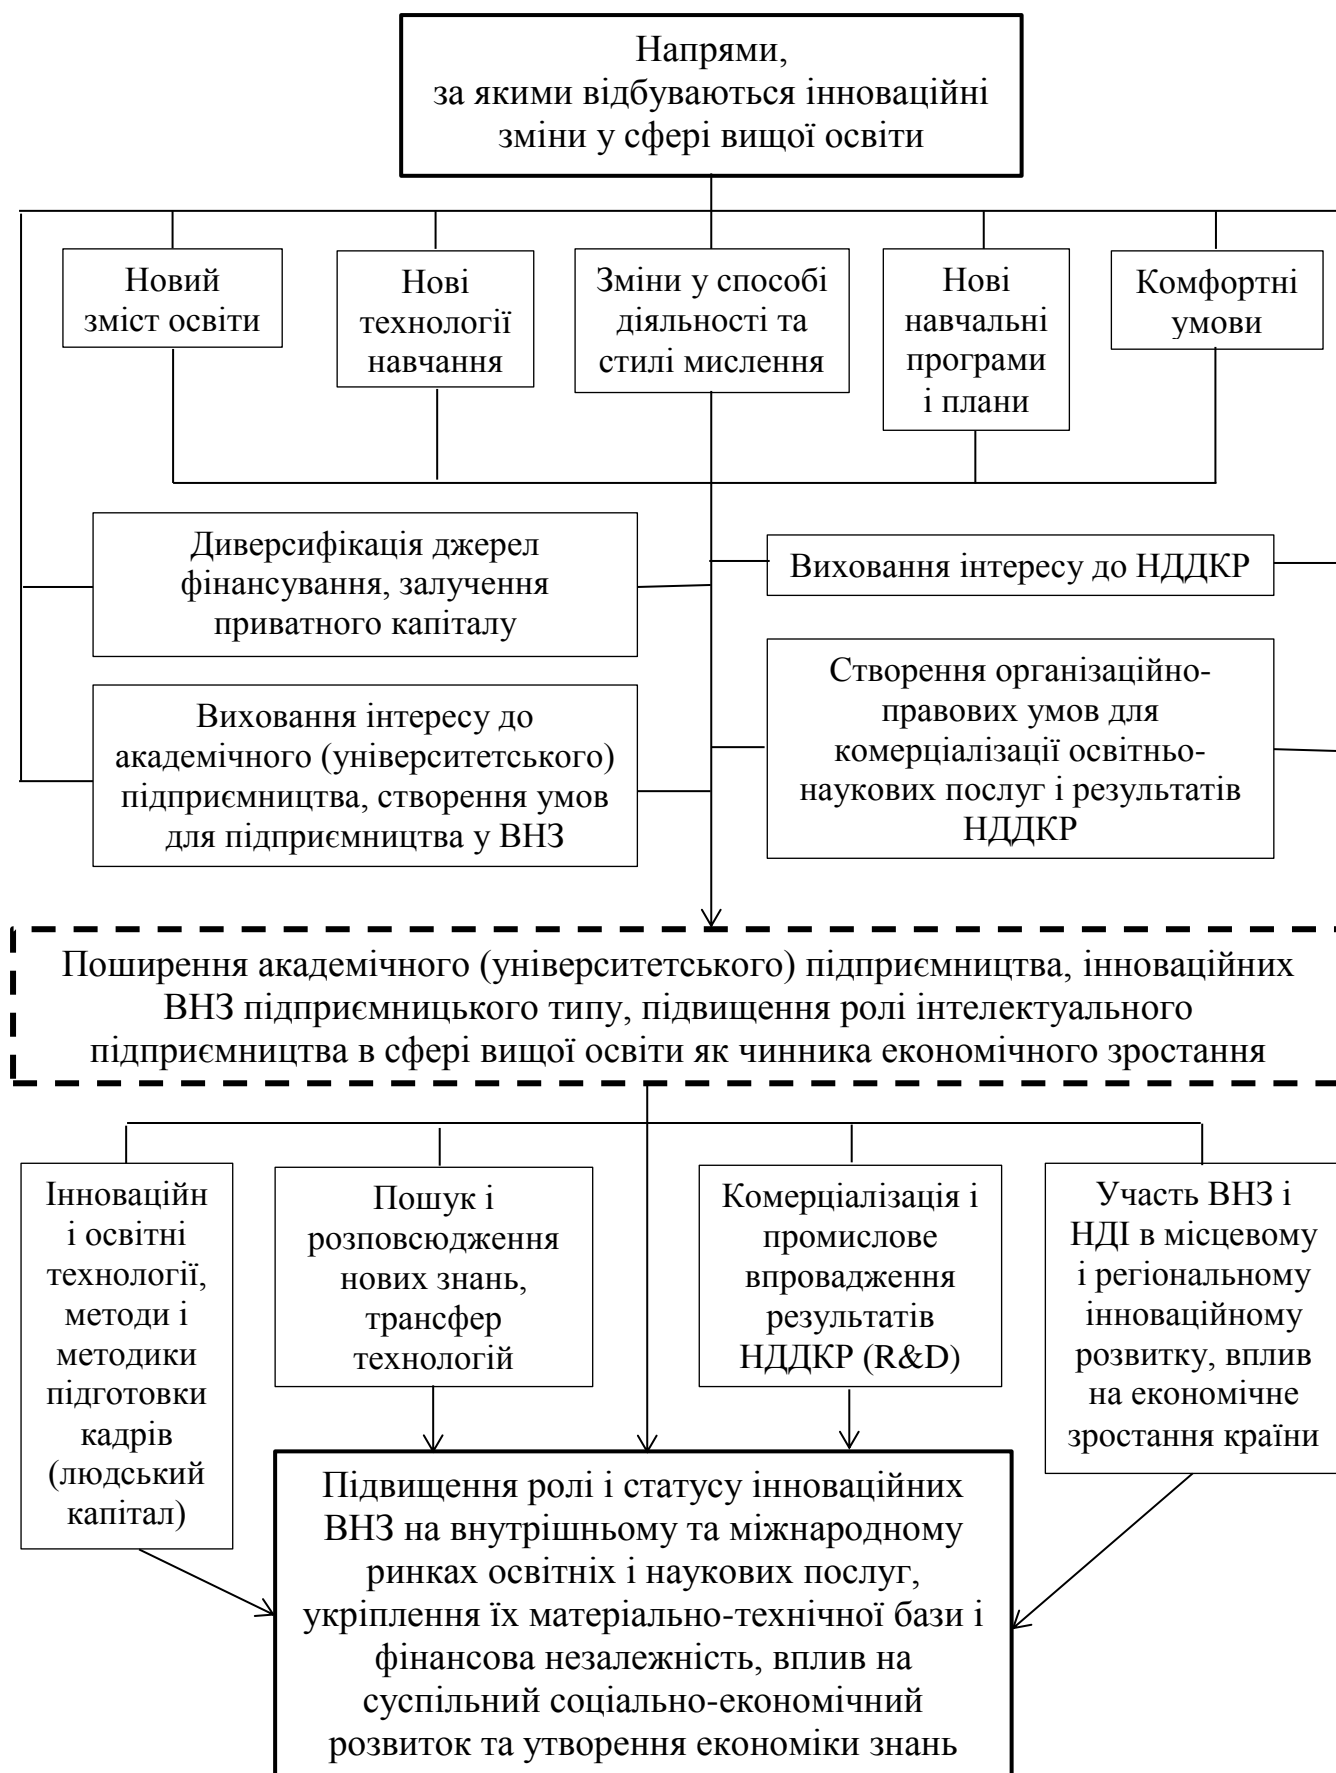 Напрями,
за якими відбуваються інноваційні
зміни у сфері вищої освіти
Новий
зміст освіти
Нові
технології
навчання
Зміни у способі
діяльності та
стилі мислення
Нові
навчальні
програми
і плани
Комфортні
умови
Диверсифікація джерел
фінансування, залучення
приватного капіталу
Виховання інтересу до НДДКР
Виховання інтересу до
академічного (університетського)
підприємництва, створення умов
для підприємництва у ВНЗ
Створення організаційно-
правових умов для
комерціалізації освітньо-
наукових послуг і результатів
НДДКР
Поширення академічного (університетського) підприємництва, інноваційних
ВНЗ підприємницького типу, підвищення ролі інтелектуального
підприємництва в сфері вищої освіти як чинника економічного зростання
Інноваційн
і освітні
технології,
методи і
методики
підготовки
кадрів
(людський
капітал)
Пошук і
розповсюдження
нових знань,
трансфер
технологій
Комерціалізація і
промислове
впровадження
результатів
НДДКР (R&D)
Участь ВНЗ і
НДІ в місцевому
і регіональному
інноваційному
розвитку, вплив
на економічне
зростання країни
Підвищення ролі і статусу інноваційних
ВНЗ на внутрішньому та міжнародному
ринках освітніх і наукових послуг,
укріплення їх матеріально-технічної бази і
фінансова незалежність, вплив на
суспільний соціально-економічний
розвиток та утворення економіки знань